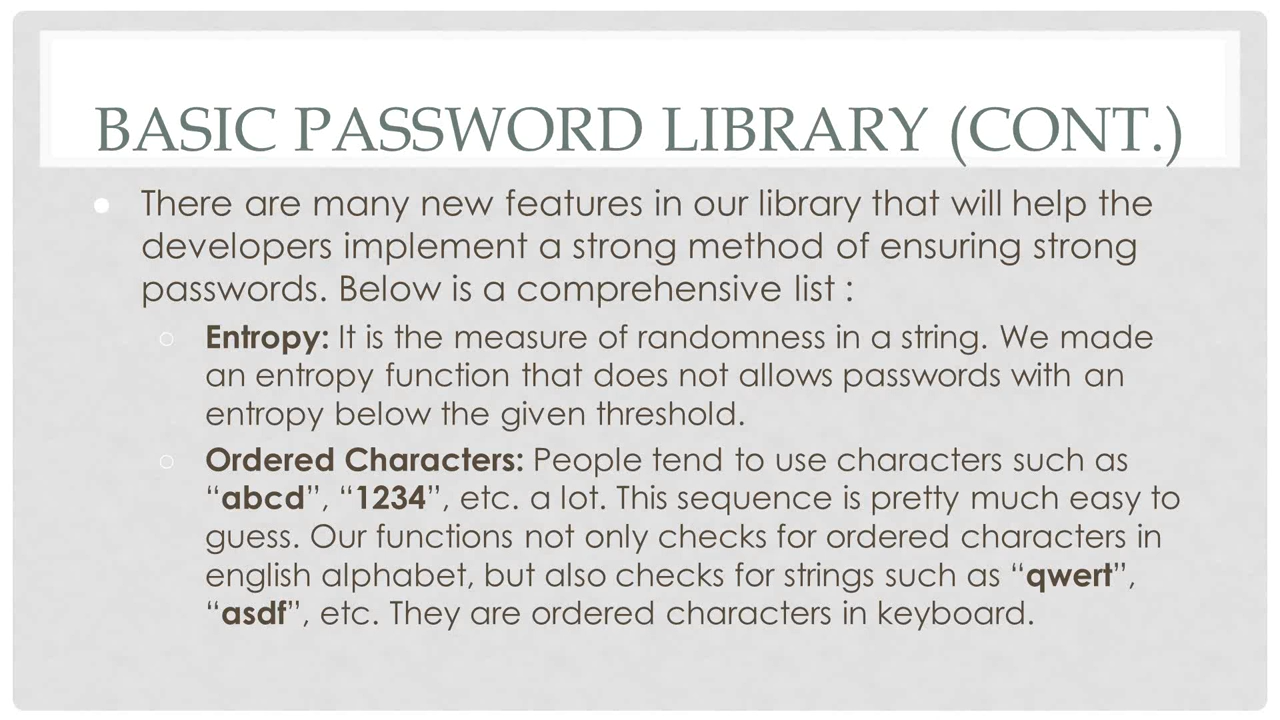 BASIC PASSWORD LIBRARY (CONT.)
● There are many new features in our library that will help the
developers implement a strong method of ensuring strong
passwords. Below is a comprehensive list :
○ Entropy: It is the measure of randomness in a string. We made
an entropy function that does not allows passwords with an
entropy below the given threshold.
○ Ordered Characters: People tend to use characters such as
“abcd”, “1234”, etc. a lot. This sequence is pretty much easy to
guess. Our functions not only checks for ordered characters in
english alphabet, but also checks for strings such as “qwert”,
“asdf”, etc. They are ordered characters in keyboard.